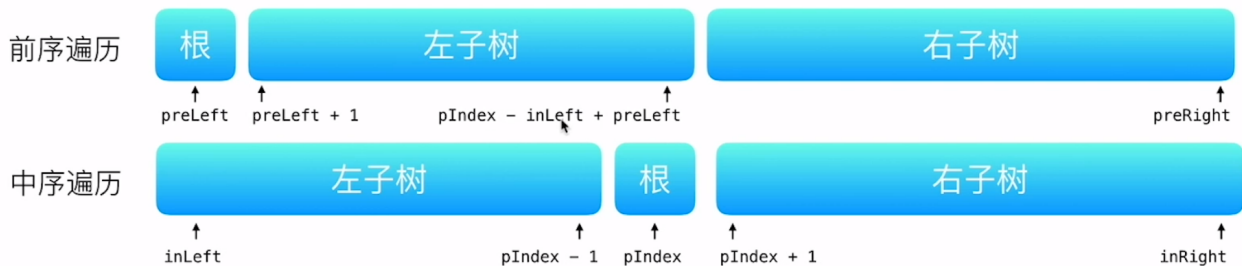 前序遍历 根 左子树 右子树
preLeft preLeft + 1 pIndex - inLeft + preLeft preRight
中序遍历 左子树 根 右子树
inLeft pIndex - 1 pIndex pIndex + 1 inRight